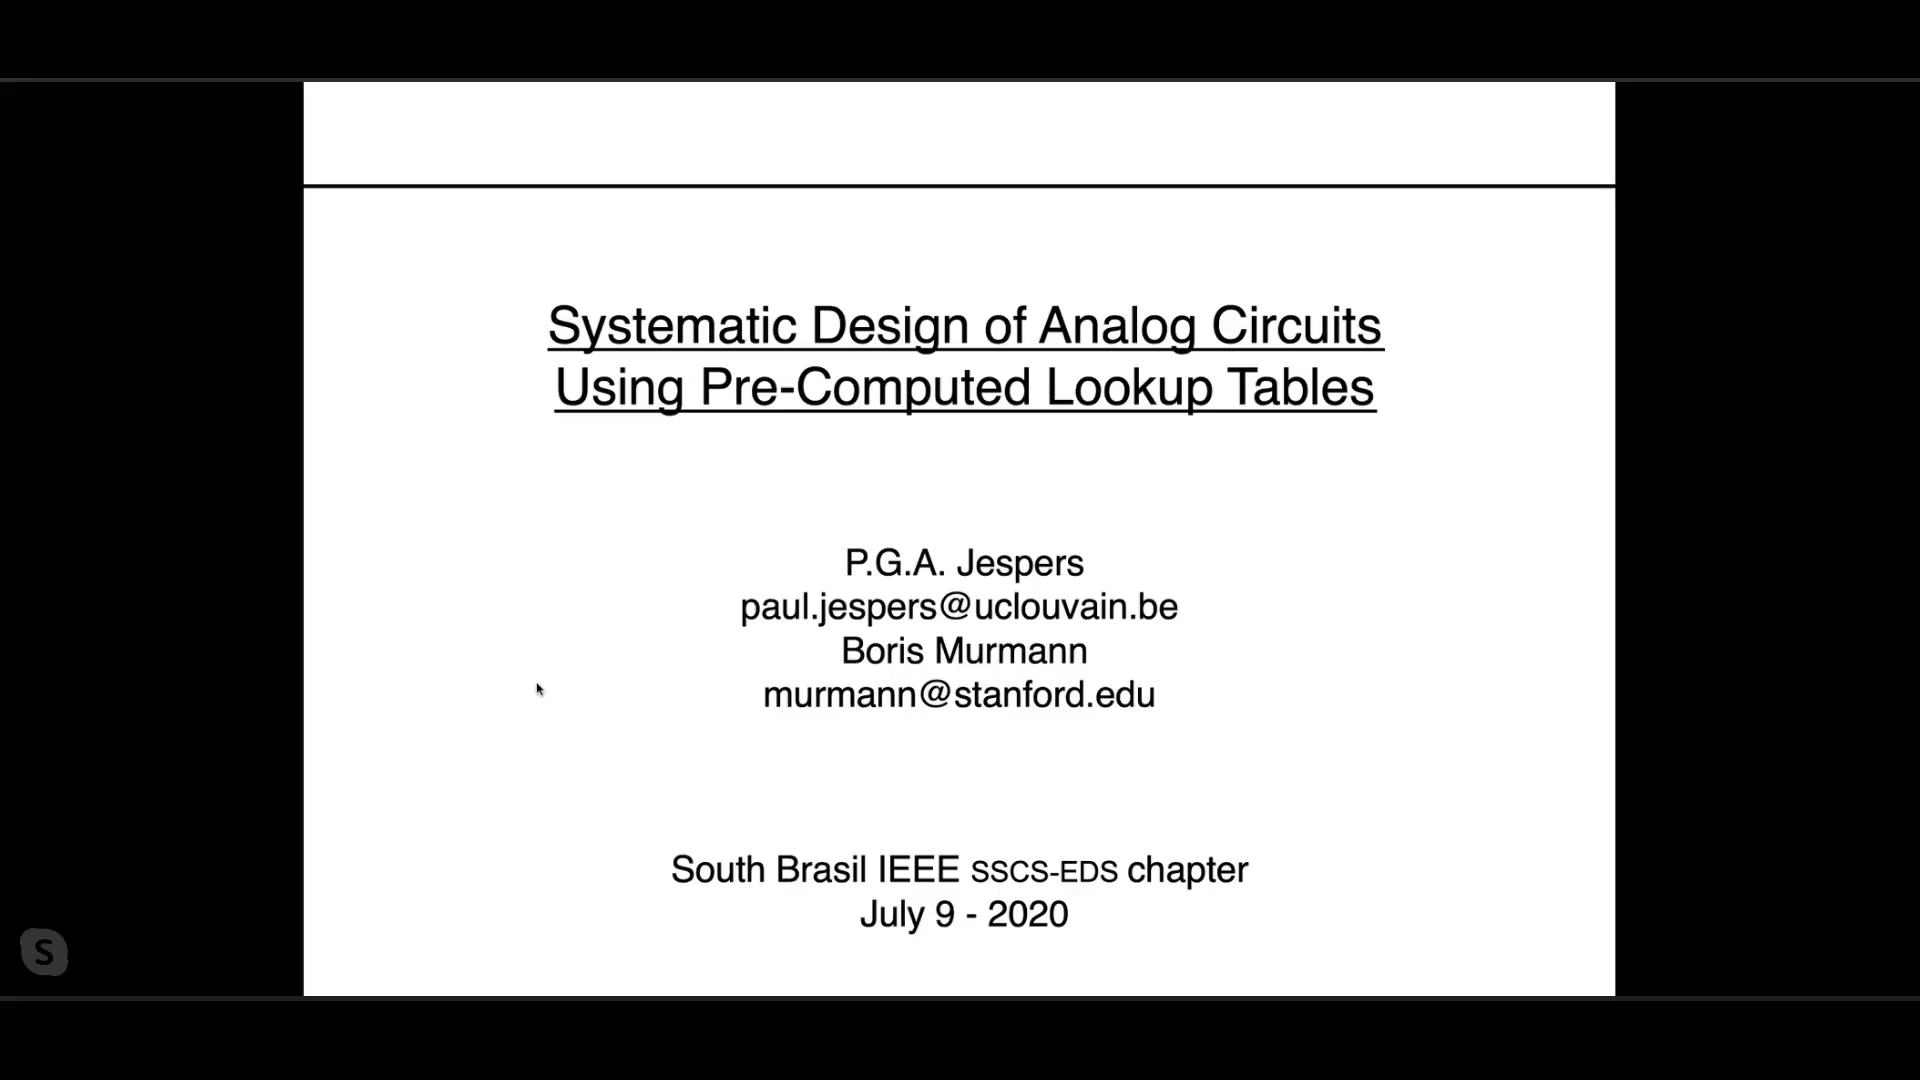 Systematic Design of Analog Circuits
Using Pre-Computed Lookup Tables
P.G.A. Jespers
paul.jespers@uclouvain.be
Boris Murmann
murmann@stanford.edu
South Brasil IEEE SSCS-EDS chapter
July 9 - 2020
S